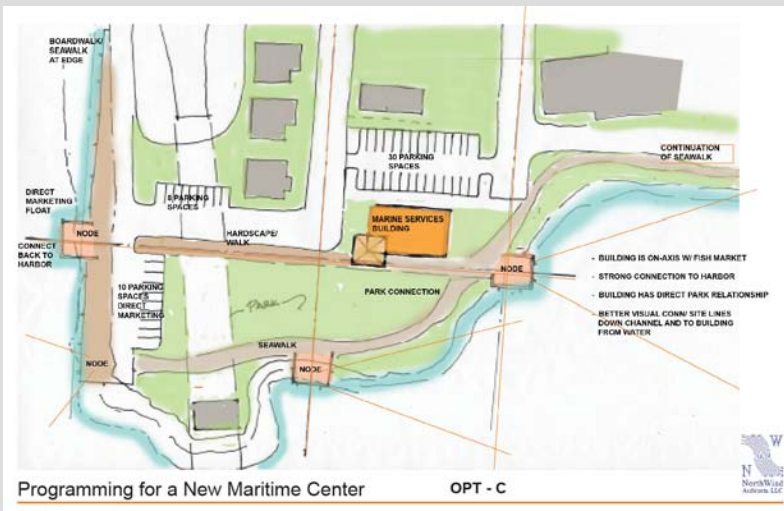 BOARDWALK/
SEAWALK
AT EDGE
CONTINUATION
OF SEAWALK
30 PARKING
SPACES
DIRECT
MARKETING
FLOAT
5 PARKING
SPACES
MARINE SERVICES
BUILDING
NODE
HARDSCAPE/
WALK
CONNECT
BACK TO
HARBOR
NODE
- BUILDING IS ON-AXIS W/ FISH MARKET
- STRONG CONNECTION TO HARBOR
- BUILDING HAS DIRECT PARK RELATIONSHIP
- BETTER VISUAL CONN/ SITE LINES
DOWN CHANNEL AND TO BUILDING
FROM WATER
10 PARKING
SPACES
DIRECT
MARKETING
PARK CONNECTION
PARK
SEAWALK
NODE
NODE
Programming for a New Maritime Center
OPT - C
N W
NorthWind
Architects, LLC